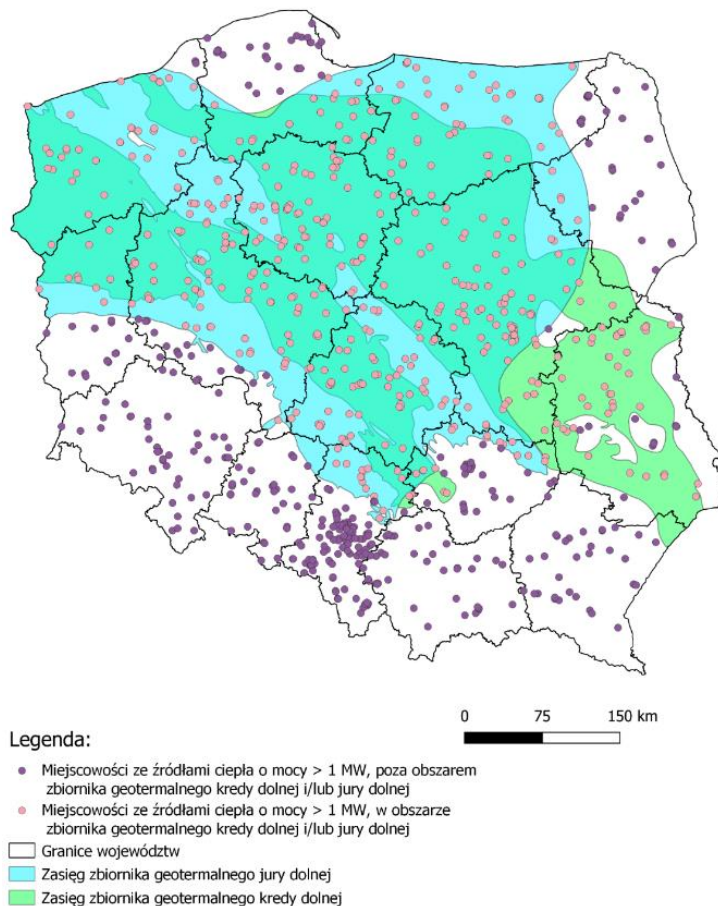 0 75 150 km
Legenda:
Miejscowości ze źródłami ciepła o mocy > 1 MW, poza obszarem
zbiornika geotermalnego kredy dolnej i/lub jury dolnej
Miejscowości ze źródłami ciepła o mocy > 1 MW, w obszarze
zbiornika geotermalnego kredy dolnej i/lub jury dolnej
Granice województw
Zasięg zbiornika geotermalnego jury dolnej
Zasięg zbiornika geotermalnego kredy dolnej